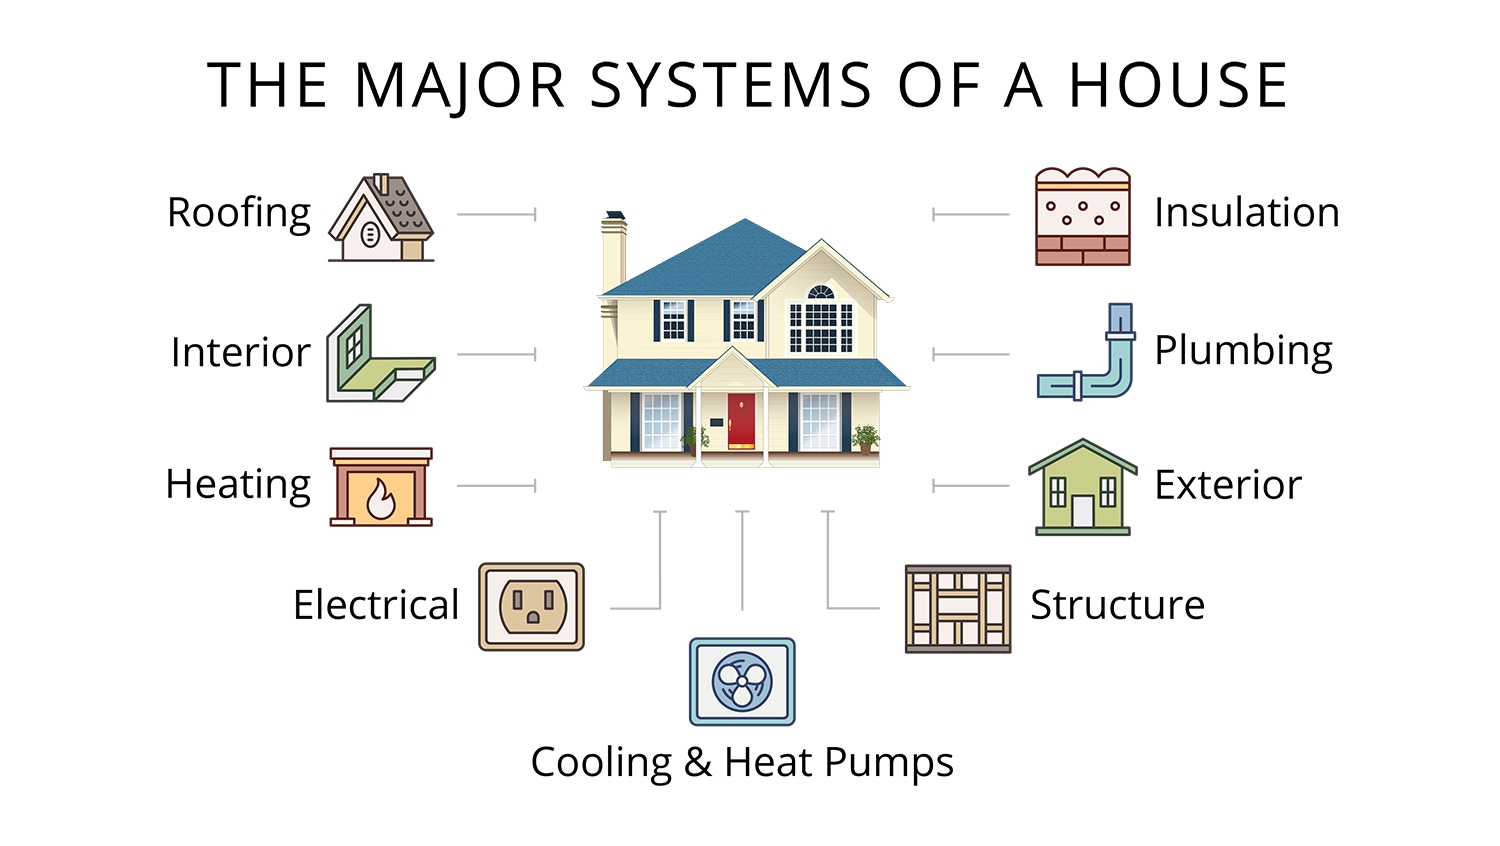 THE MAJOR SYSTEMS OF A HOUSE
Roofing
Insulation
Interior
Plumbing
Heating
Exterior
Electrical
Structure
Cooling & Heat Pumps